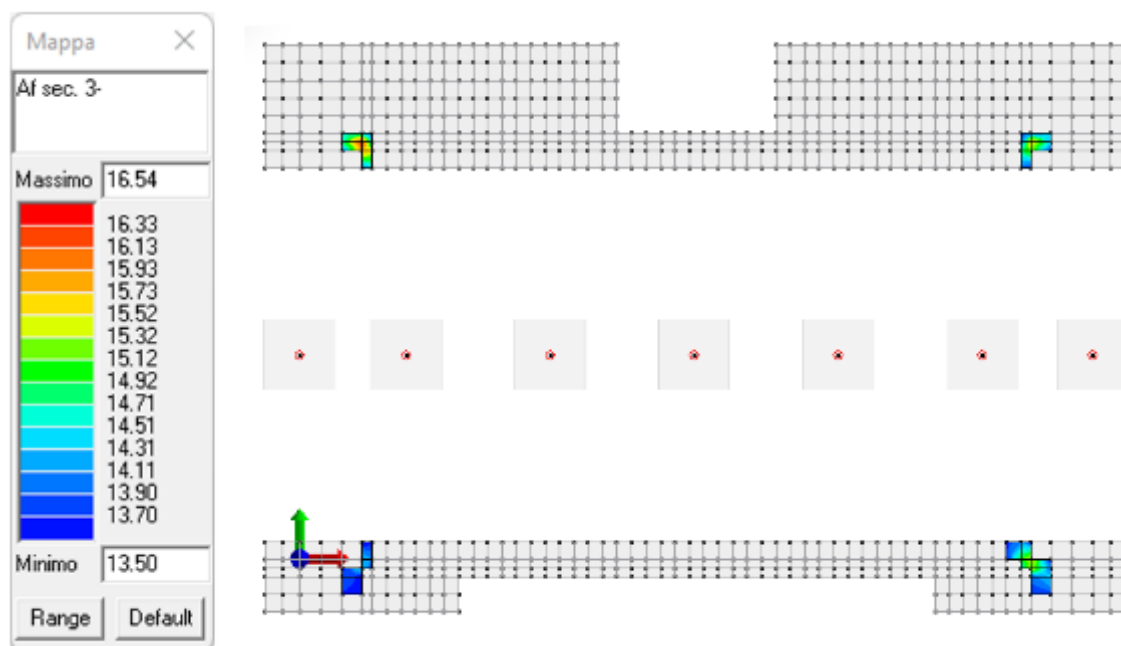 Mappa
Af sec. 3-
Massimo 16.54
16.33
16.13
15.93
15.73
15.52
15.32
15.12
14.92
14.71
14.51
14.31
14.11
13.90
13.70
Minimo 13.50
Range Default